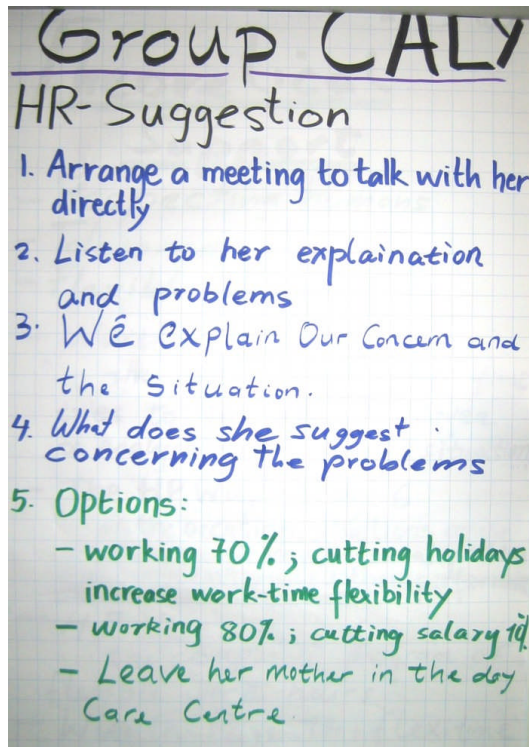 Group CALY
HR-Suggestion
1. Arrange a meeting to talk with her
directly
2. Listen to her explaination
and problems
3. We explain Our Concern and
the Situation.
4. What does she suggest
concerning the problems
5. Options:
- working 70%; cutting holidays
increase work-time flexibility
- working 80%; cutting salary
- Leave her mother in the day
Care Centre